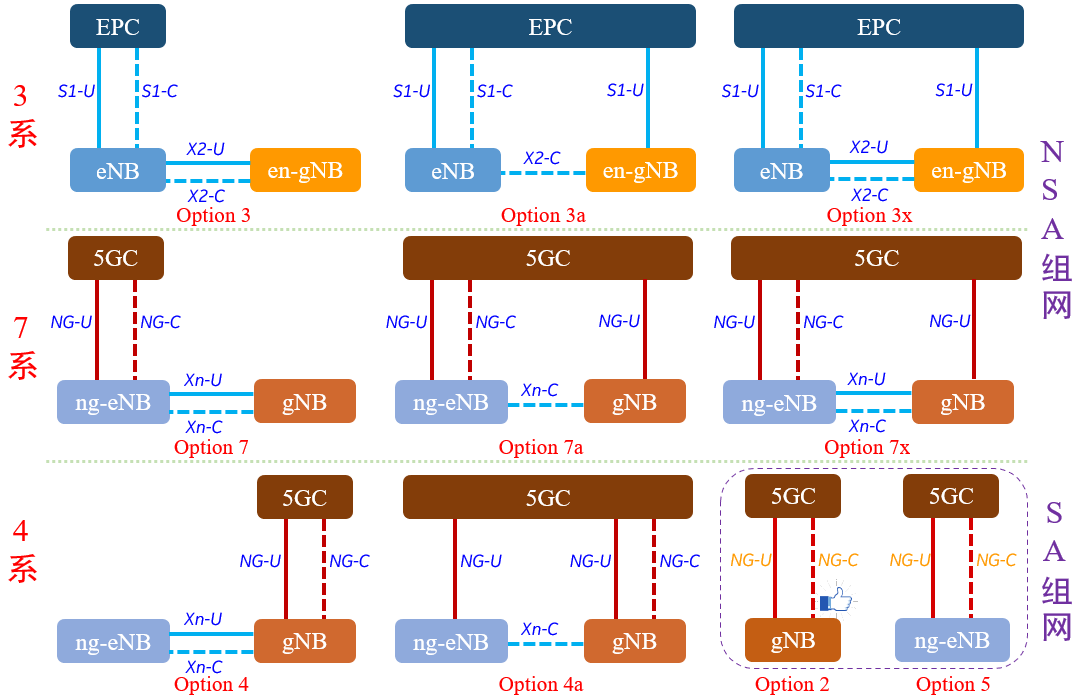 EPC
EPC
EPC
3
系
S1-U
S1-C
S1-U
S1-C
S1-U
S1-U
S1-C
S1-U
eNB
X2-U
X2-C
en-gNB
eNB
X2-C
en-gNB
eNB
X2-U
X2-C
en-gNB
Option 3
Option 3a
Option 3x
N
S
A
组
网
5GC
5GC
5GC
7
系
NG-U
NG-C
NG-U
NG-C
NG-U
NG-U
NG-C
NG-U
ng-eNB
Xn-U
Xn-C
gNB
ng-eNB
Xn-C
gNB
ng-eNB
Xn-U
Xn-C
gNB
Option 7
Option 7a
Option 7x
5GC
5GC
5GC
5GC
4
系
NG-U
NG-C
NG-U
NG-U
NG-C
NG-U
NG-C
NG-U
NG-C
ng-eNB
Xn-U
Xn-C
gNB
ng-eNB
Xn-C
gNB
gNB
ng-eNB
Option 4
Option 4a
Option 2
Option 5
S
A
组
网